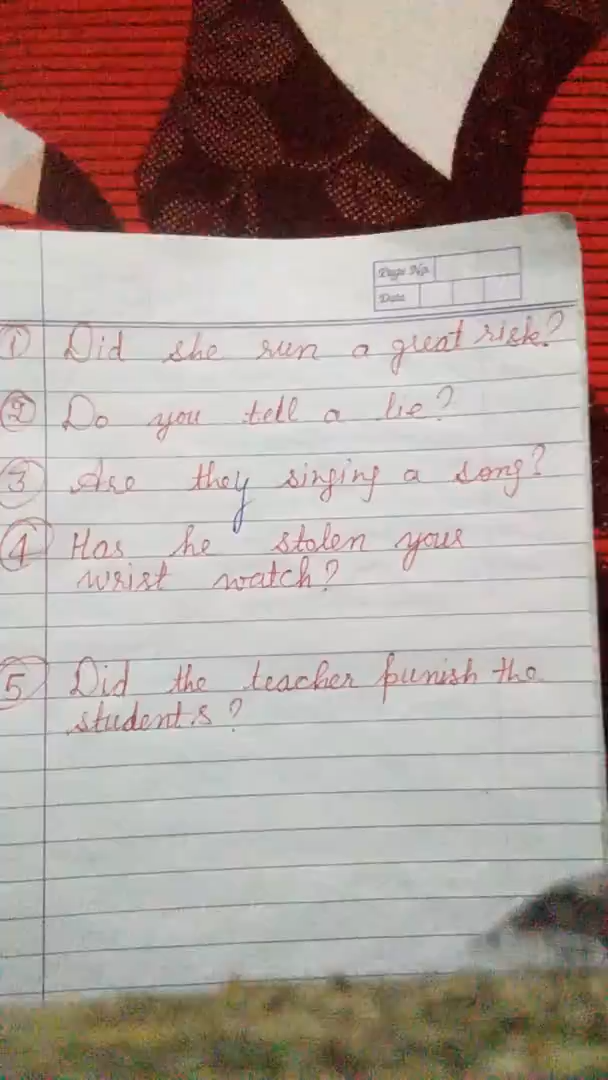 Page No.
Date
1 Did she run a great risk?
2 Do you tell a lie?
3 Are they singing a song?
4 Has he stolen your
wrist watch?
5 Did the teacher punish the
students?